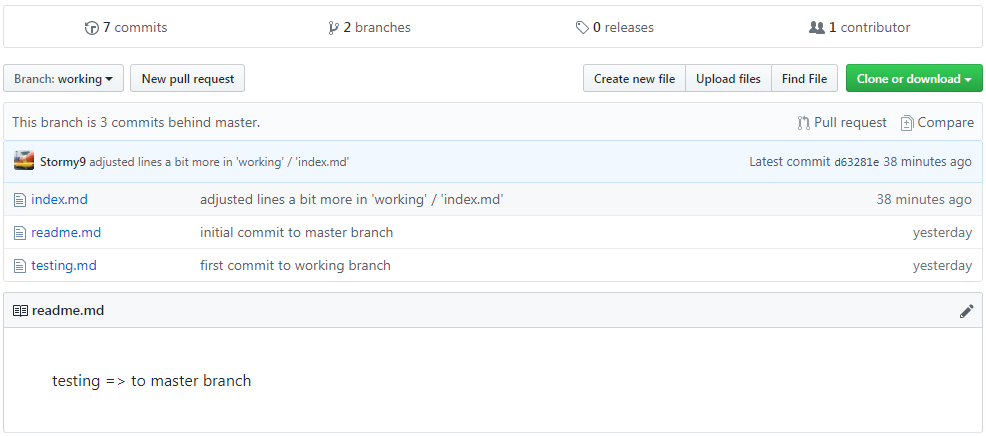 7 commits 2 branches 0 releases 1 contributor
Branch: working New pull request Create new file Upload files Find File Clone or download
This branch is 3 commits behind master. Pull request Compare
Stormy9 adjusted lines a bit more in 'working' / 'index.md' Latest commit d63281e 38 minutes ago
index.md adjusted lines a bit more in 'working' / 'index.md' 38 minutes ago
readme.md initial commit to master branch yesterday
testing.md first commit to working branch yesterday
readme.md
testing => to master branch